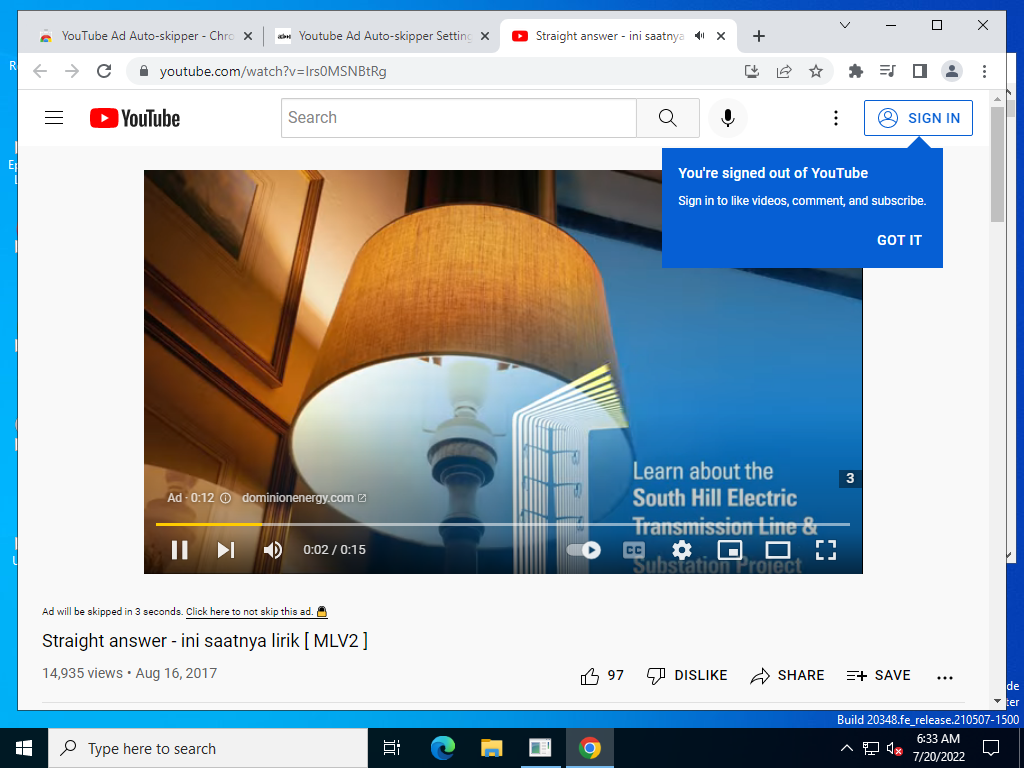 YouTube Ad Auto-skipper - Chro
Youtube Ad Auto-skipper Setting
Straight answer - ini saatnya
youtube.com/watch?v=Irs0MSNBtRg
YouTube
Search
SIGN IN
You're signed out of YouTube
Sign in to like videos, comment, and subscribe.
GOT IT
Learn about the
South Hill Electric
Transmission Line &
Substation Project
3
Ad · 0:12 dominionenergy.com
0:02 / 0:15
CC
Ad will be skipped in 3 seconds. Click here to not skip this ad.
Straight answer - ini saatnya lirik [ MLV2 ]
14,935 views • Aug 16, 2017
97 DISLIKE SHARE SAVE
Build 20348.fe_release.210507-1500
Type here to search
6:33 AM
7/20/2022